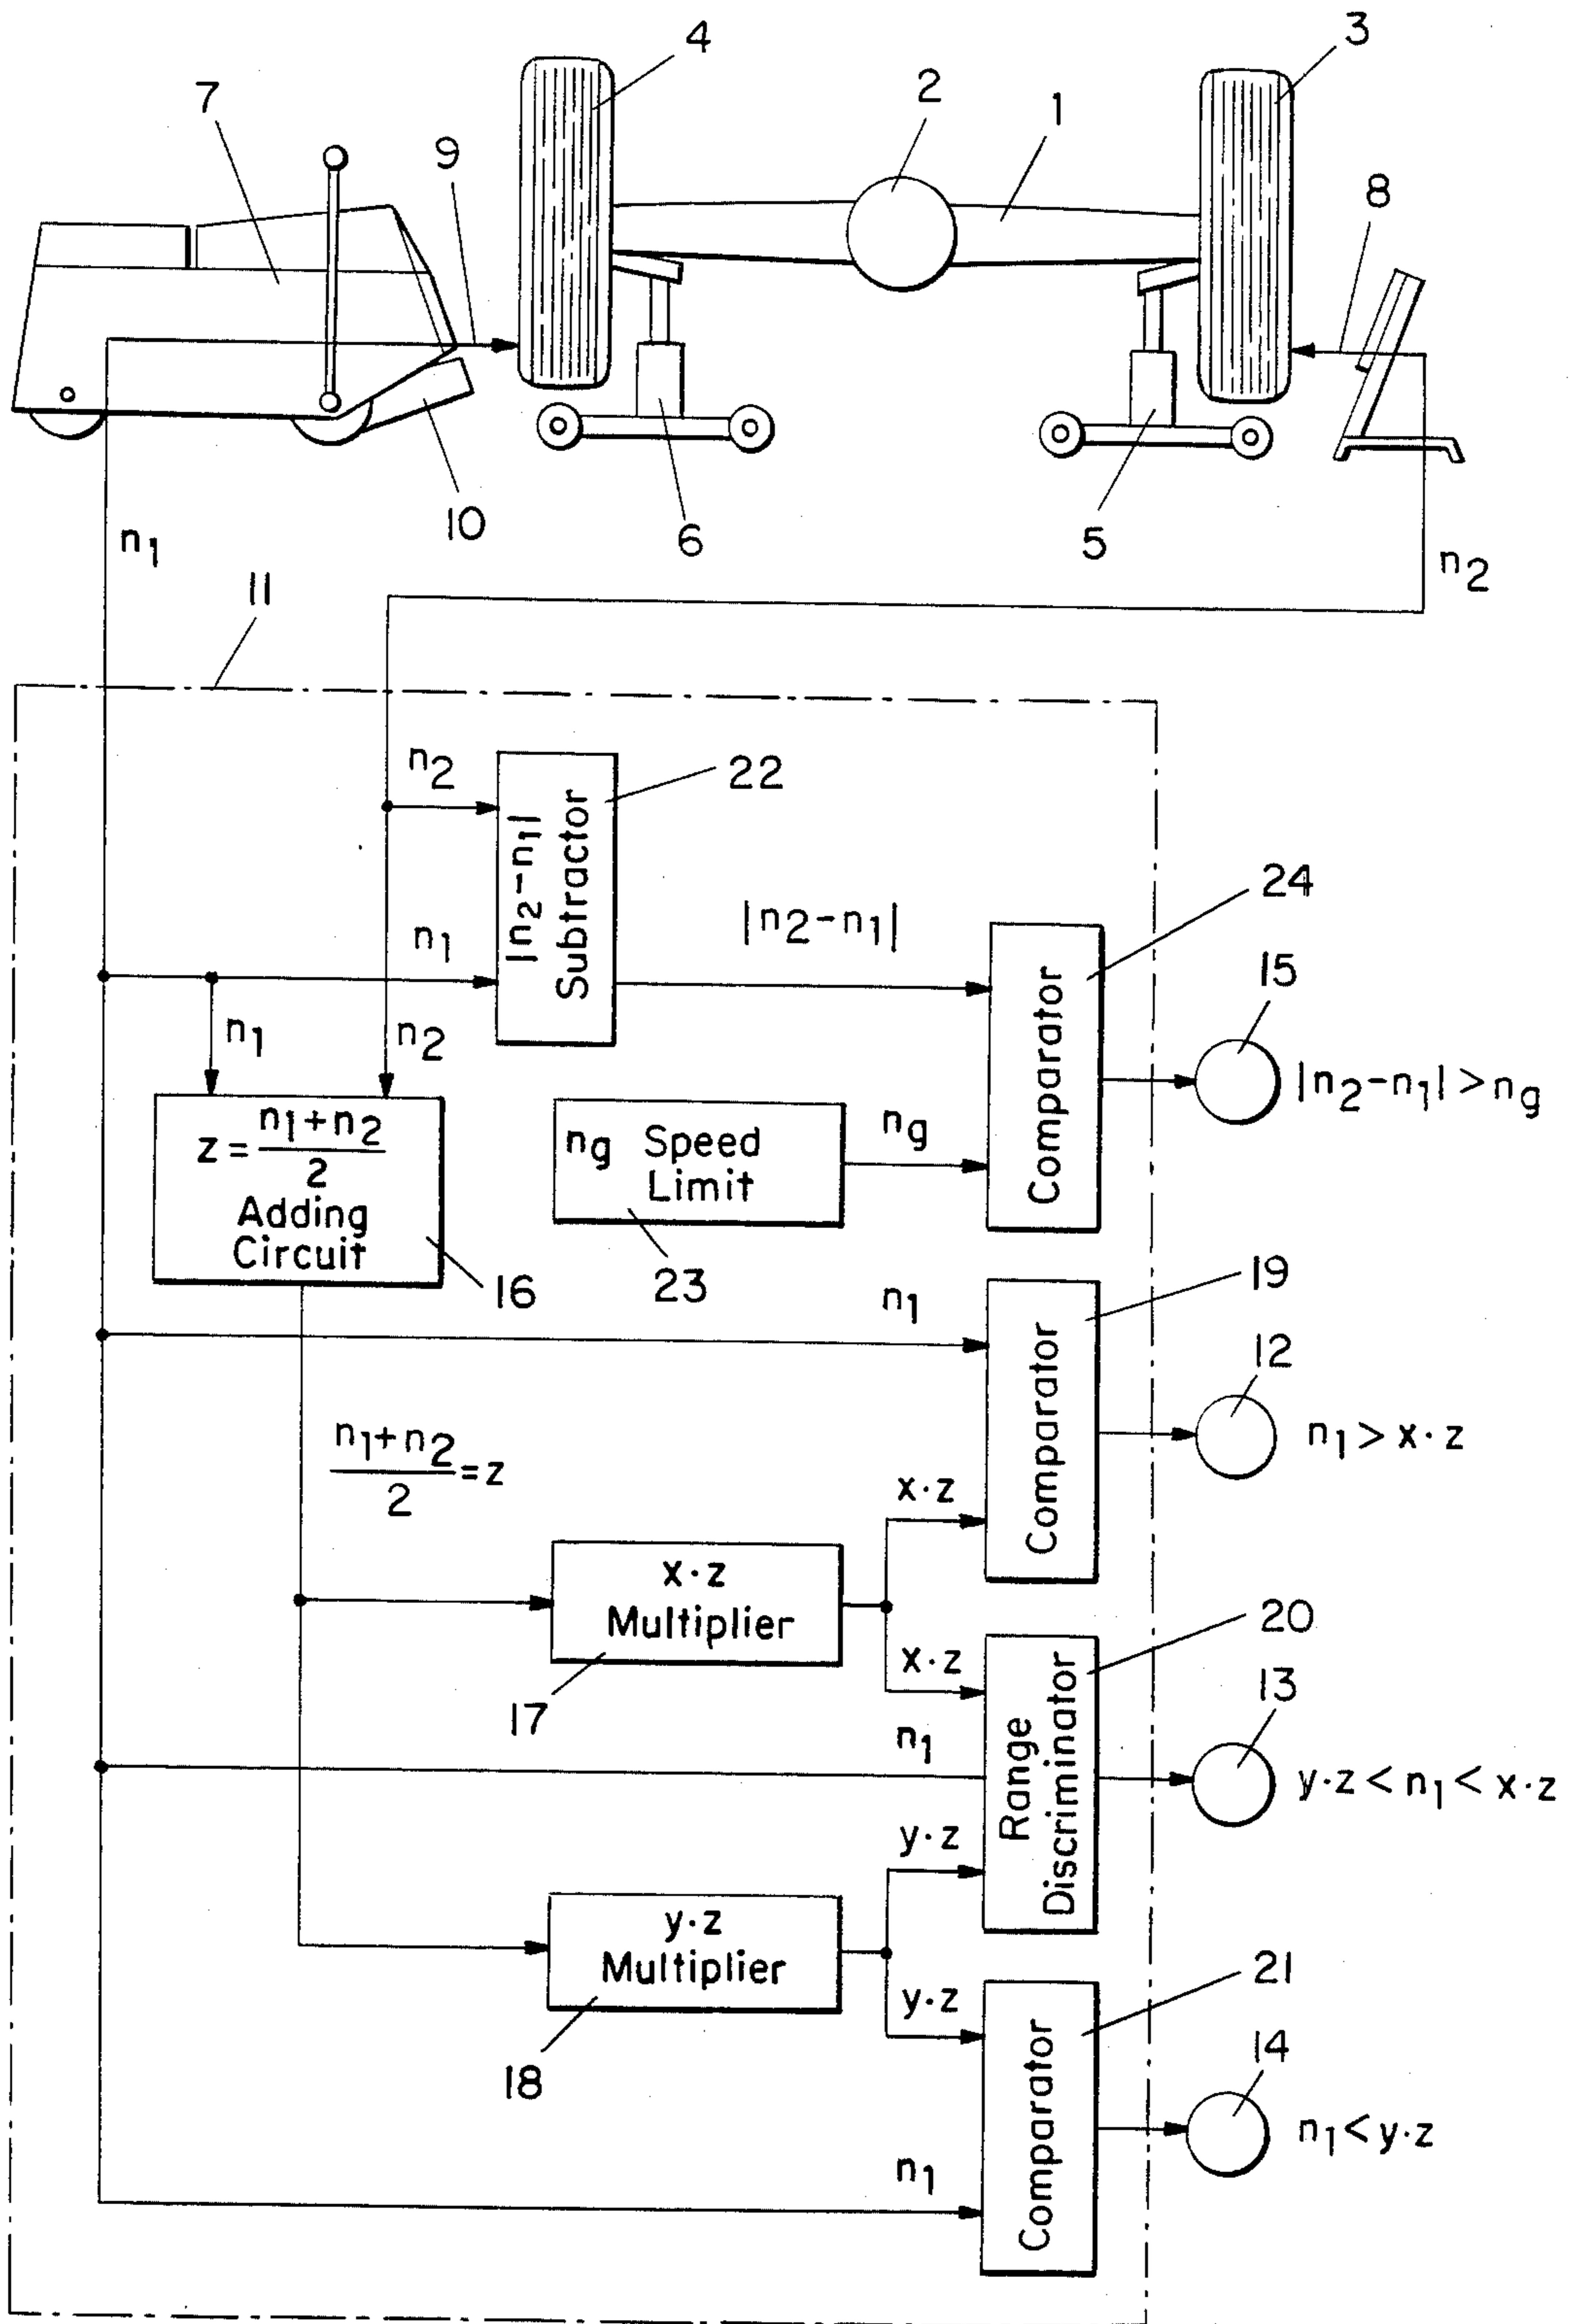 4
3
2
1
7
9
8
10
6
5
n1
n2
11
n2
22
|n2-n1|
Subtractor
24
n1
|n2-n1|
15
n1
n2
Comparator
|n2-n1|>ng
z=n1+n2/2
Adding
Circuit
ng Speed
Limit
ng
16
23
19
n1
12
Comparator
n1>x·z
n1+n2/2=z
x·z
x·z
Multiplier
20
17
x·z
13
n1
Range
Discriminator
y·z<n1<x·z
y·z
y·z
Multiplier
21
y·z
18
14
Comparator
n1<y·z
n1